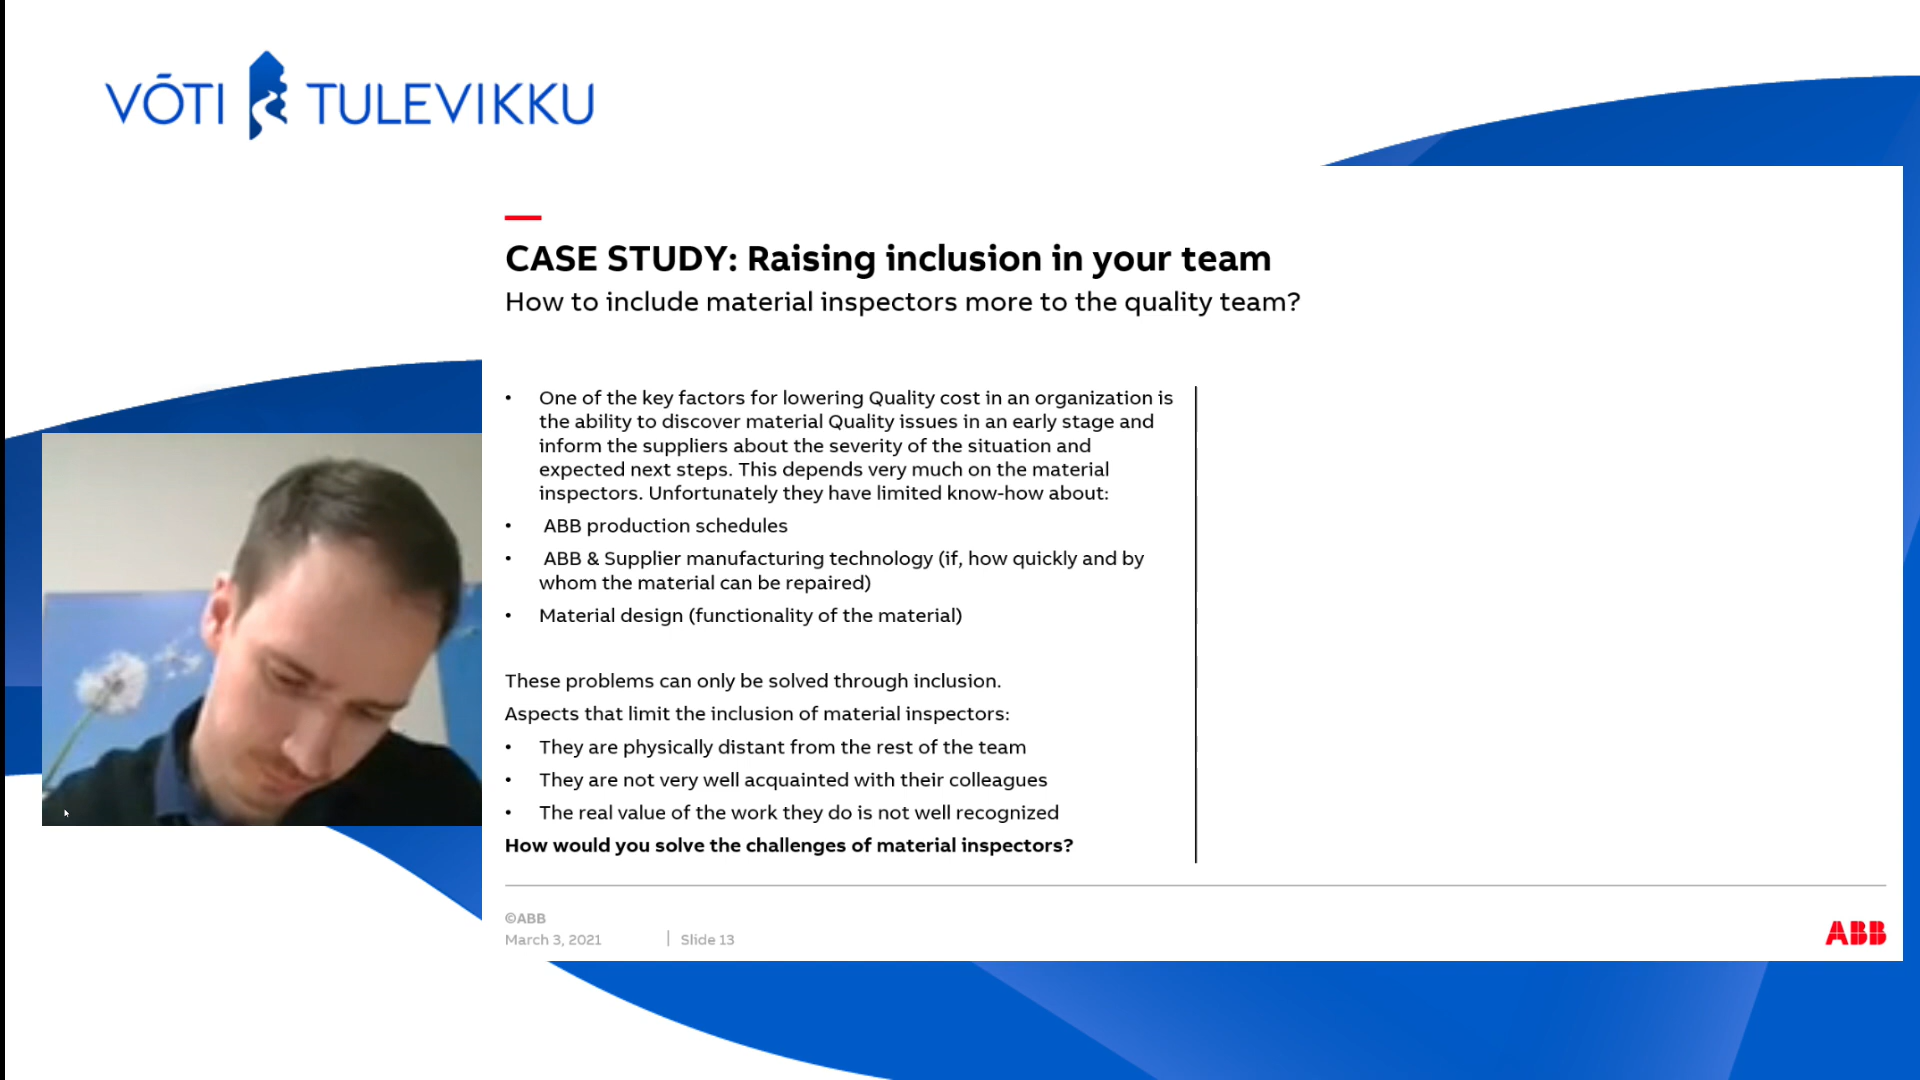 VÕTI TULEVIKKU
CASE STUDY: Raising inclusion in your team
How to include material inspectors more to the quality team?
• One of the key factors for lowering Quality cost in an organization is
the ability to discover material Quality issues in an early stage and
inform the suppliers about the severity of the situation and
expected next steps. This depends very much on the material
inspectors. Unfortunately they have limited know-how about:
• ABB production schedules
• ABB & Supplier manufacturing technology (if, how quickly and by
whom the material can be repaired)
• Material design (functionality of the material)
These problems can only be solved through inclusion.
Aspects that limit the inclusion of material inspectors:
• They are physically distant from the rest of the team
• They are not very well acquainted with their colleagues
• The real value of the work they do is not well recognized
How would you solve the challenges of material inspectors?
©ABB
March 3, 2021 | Slide 13
ABB